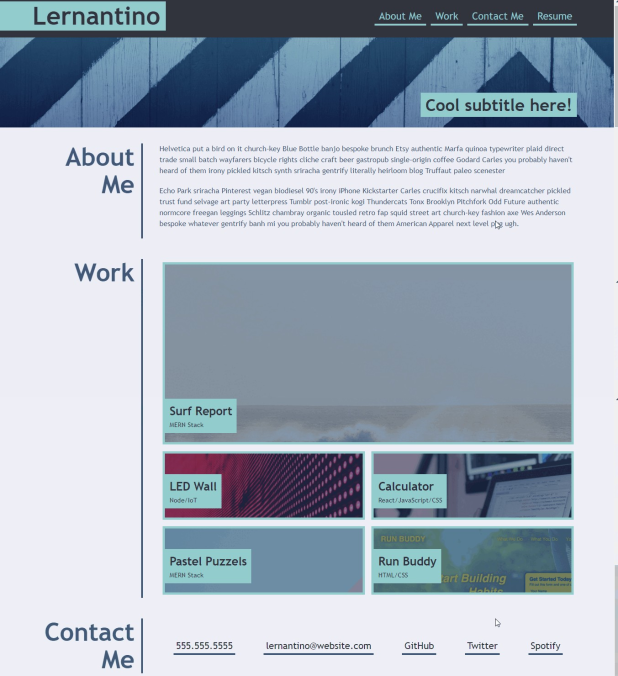 Lernantino
About Me Work Contact Me Resume
Cool subtitle here!
About
Me
Helvetica put a bird on it church-key Blue Bottle banjo bespoke brunch Etsy authentic Marfa quinoa typewriter plaid direct
trade small batch wayfarers bicycle rights cliche craft beer gastropub single-origin coffee Godard Carles you probably haven't
heard of them irony pickled kitsch synth sriracha gentrify literally heirloom blog Truffaut paleo scenester
Echo Park sriracha Pinterest vegan biodiesel 90's irony iPhone Kickstarter Carles crucifix kitsch narwhal dreamcatcher pickled
trust fund selvage art party letterpress Tumblr post-ironic kogi Thundercats Tonx Brooklyn Pitchfork Odd Future authentic
normcore freegan leggings Schlitz chambray organic tousled retro fap squid street art church-key fashion axe Wes Anderson
bespoke whatever gentrify banh mi you probably haven't heard of them American Apparel next level ugh.
Work
Surf Report
MERN Stack
LED Wall
Node/IoT
Calculator
React/JavaScript/CSS
Pastel Puzzels
MERN Stack
RUN BUDDY
Run Buddy
HTML/CSS
Building
Habits
Get Started Today
Contact
Me
555.555.5555
lernantino@website.com
GitHub
Twitter
Spotify